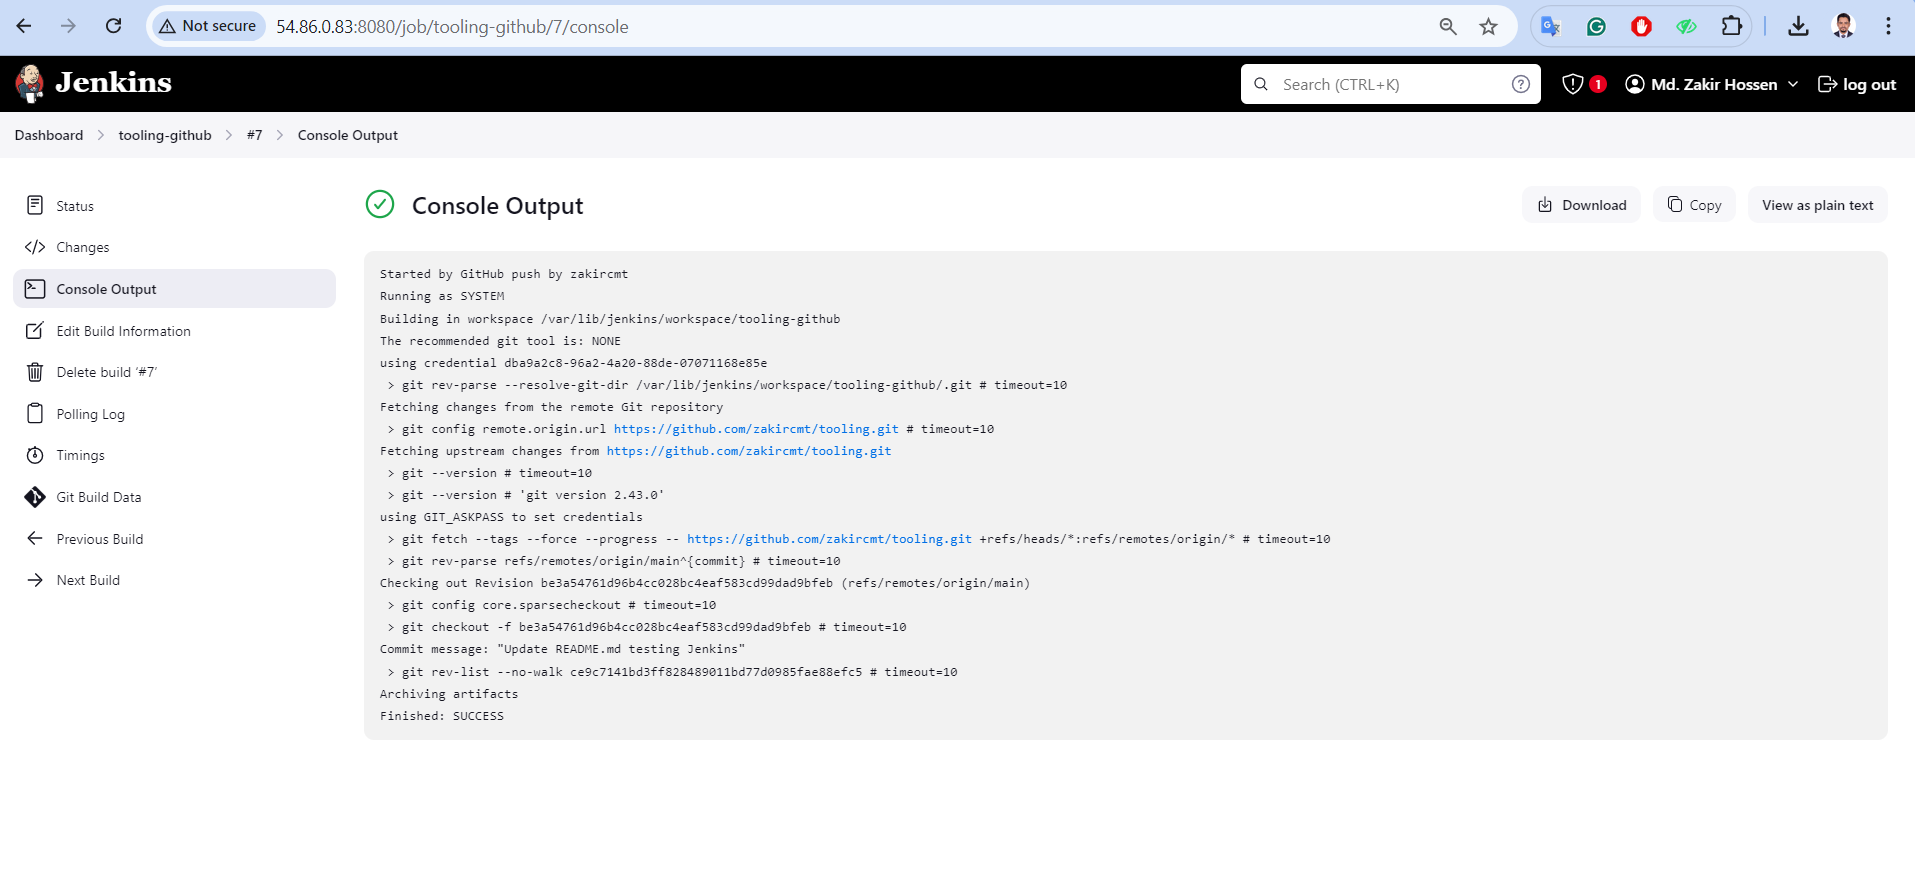 Not secure
54.86.0.83:8080/job/tooling-github/7/console
Jenkins
Search (CTRL+K)
1
Md. Zakir Hossen
log out
Dashboard
tooling-github
#7
Console Output
Status
Changes
Console Output
Edit Build Information
Delete build ‘#7’
Polling Log
Timings
Git Build Data
Previous Build
Next Build
Console Output
Download
Copy
View as plain text
Started by GitHub push by zakircmt
Running as SYSTEM
Building in workspace /var/lib/jenkins/workspace/tooling-github
The recommended git tool is: NONE
using credential dba9a2c8-96a2-4a20-88de-07071168e85e
> git rev-parse --resolve-git-dir /var/lib/jenkins/workspace/tooling-github/.git # timeout=10
Fetching changes from the remote Git repository
> git config remote.origin.url https://github.com/zakircmt/tooling.git # timeout=10
Fetching upstream changes from https://github.com/zakircmt/tooling.git
> git --version # timeout=10
> git --version # 'git version 2.43.0'
using GIT_ASKPASS to set credentials
> git fetch --tags --force --progress -- https://github.com/zakircmt/tooling.git +refs/heads/*:refs/remotes/origin/* # timeout=10
> git rev-parse refs/remotes/origin/main^{commit} # timeout=10
Checking out Revision be3a54761d96b4cc028bc4eaf583cd99dad9bfeb (refs/remotes/origin/main)
> git config core.sparsecheckout # timeout=10
> git checkout -f be3a54761d96b4cc028bc4eaf583cd99dad9bfeb # timeout=10
Commit message: "Update README.md testing Jenkins"
> git rev-list --no-walk ce9c7141bd3ff828489011bd77d0985fae88efc5 # timeout=10
Archiving artifacts
Finished: SUCCESS